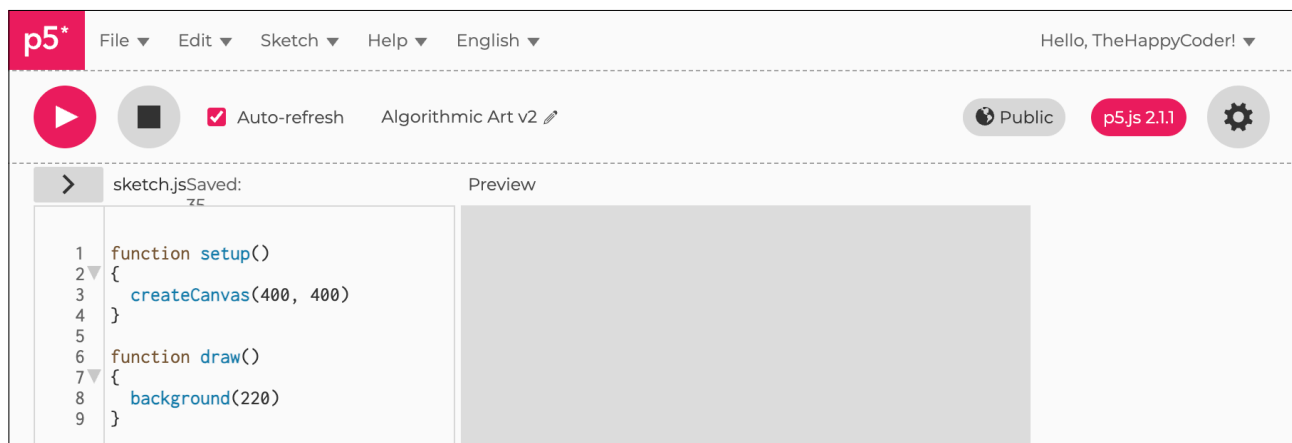 p5* File Edit Sketch Help English Hello, TheHappyCoder!
Auto-refresh Algorithmic Art v2 Public p5.js 2.1.1
sketch.js Saved: Preview
35
1 function setup()
2 {
3 createCanvas(400, 400)
4 }
5
6 function draw()
7 {
8 background(220)
9 }